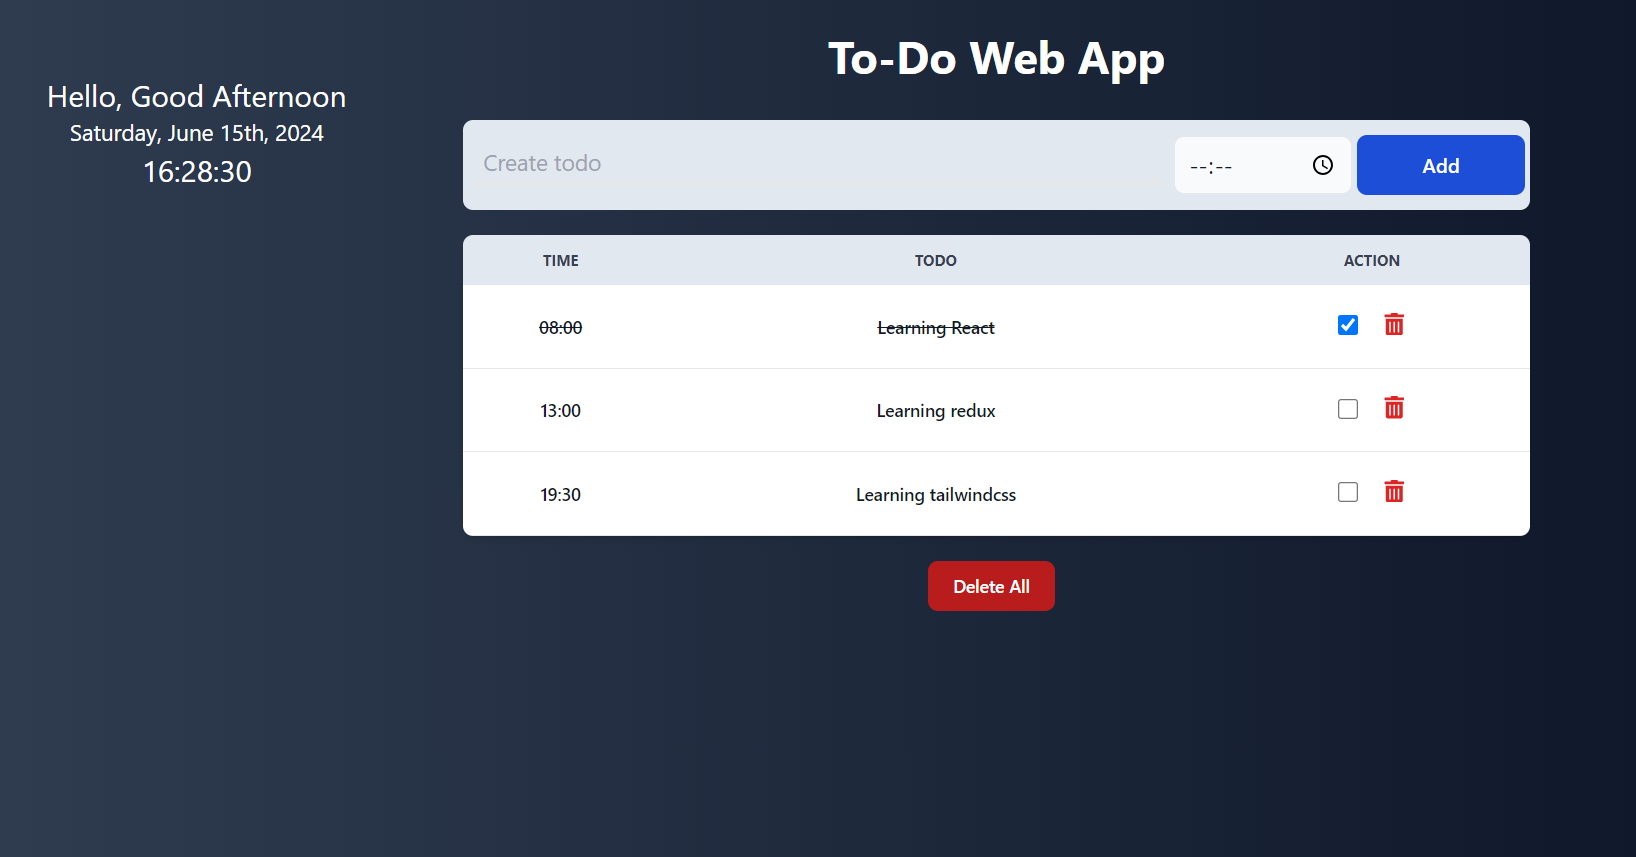 To-Do Web App
Hello, Good Afternoon
Saturday, June 15th, 2024
16:28:30
Create todo --:-- Add
TIME TODO ACTION
08:00 Learning React
13:00 Learning redux
19:30 Learning tailwindcss
Delete All